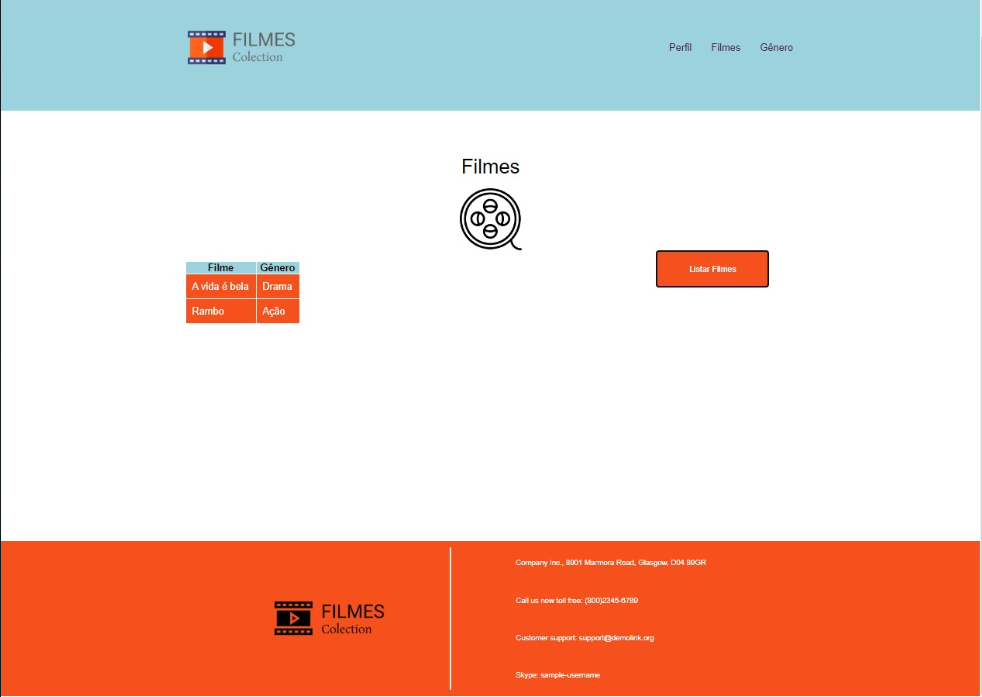 FILMES
Colection
Perfil Filmes Gênero
Filmes
Listar Filmes
Filme Gênero
A vida é bela Drama
Rambo Ação
FILMES
Colection
Company Inc., 8001 Marmora Road, Glasgow, D04 89GR
Call us now toll free: (800)2345-6789
Customer support: support@demolink.org
Skype: sample-username